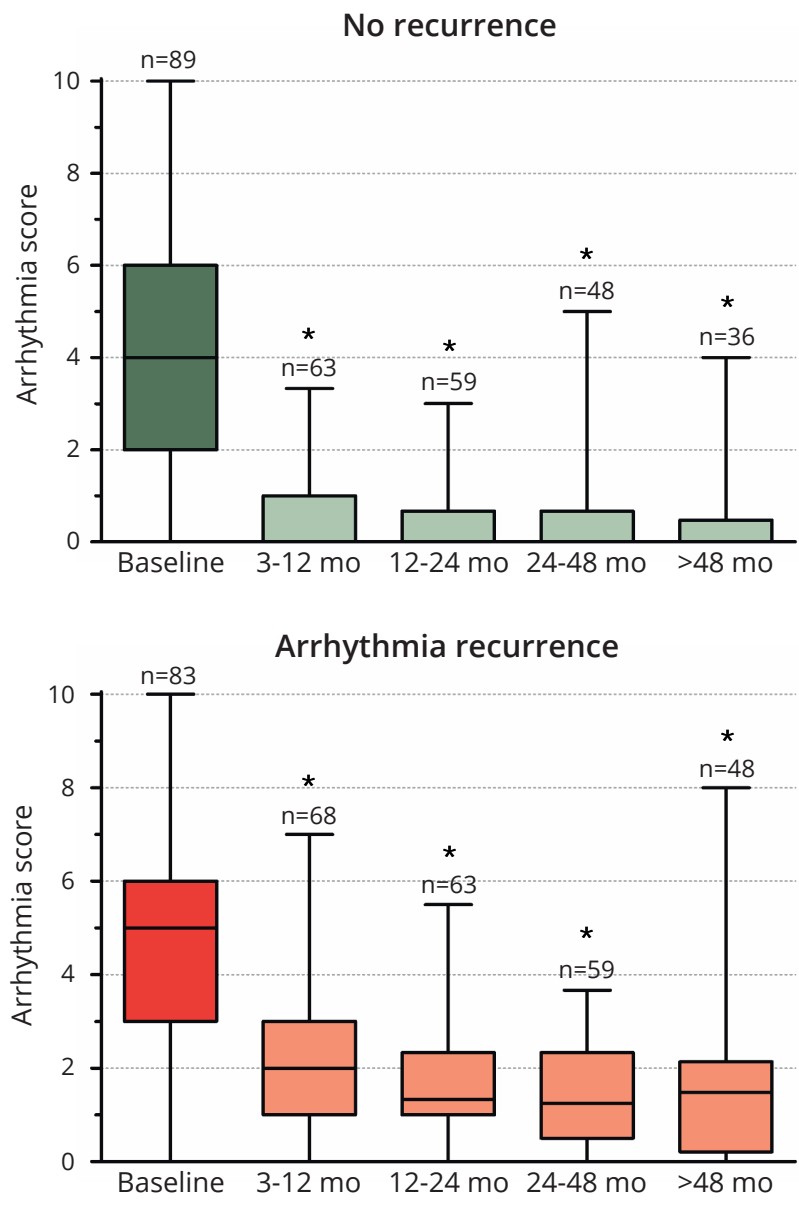 No recurrence
n=89
10
8
6
4
2
0
Arrhythmia score
*
n=63
*
n=59
*
n=48
*
n=36
Baseline 3-12 mo 12-24 mo 24-48 mo >48 mo
Arrhythmia recurrence
n=83
10
8
6
4
2
0
Arrhythmia score
*
n=68
*
n=63
*
n=59
*
n=48
Baseline 3-12 mo 12-24 mo 24-48 mo >48 mo